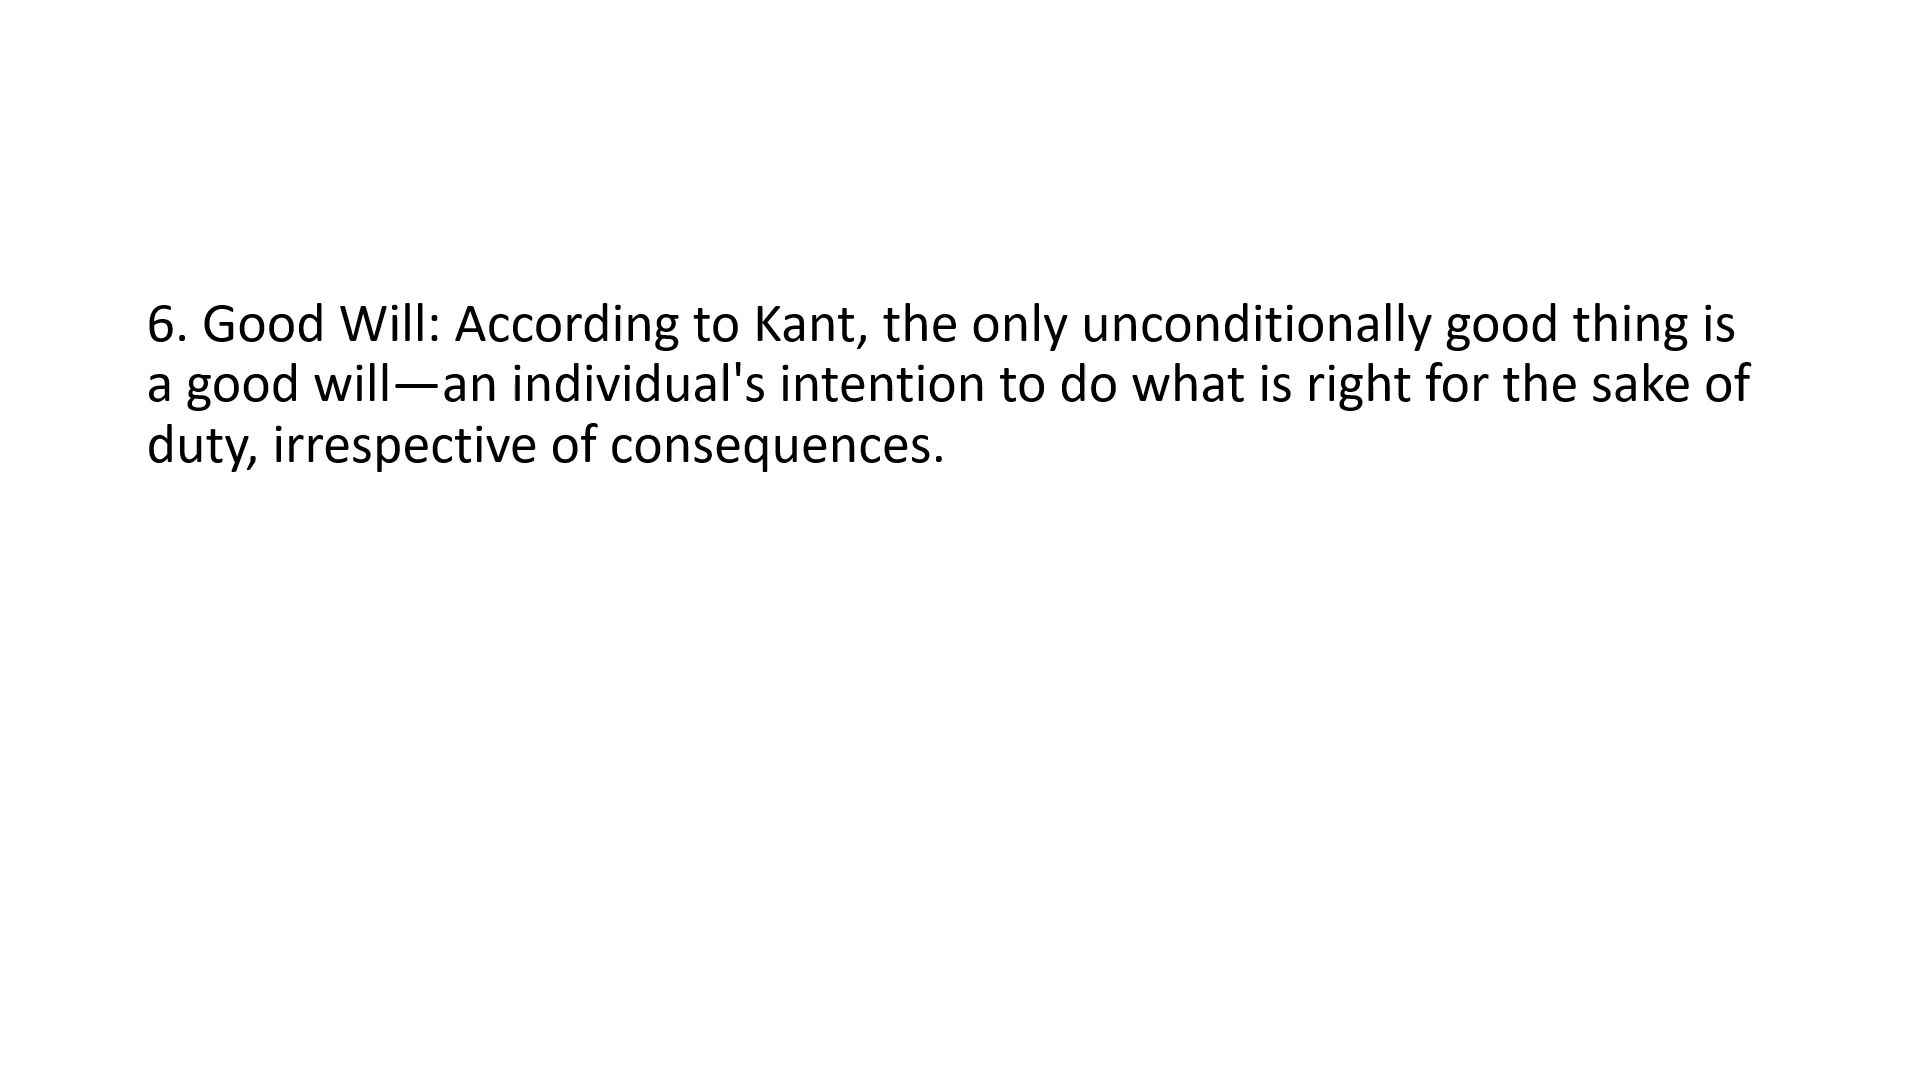 6. Good Will: According to Kant, the only unconditionally good thing is
a good will—an individual's intention to do what is right for the sake of
duty, irrespective of consequences.